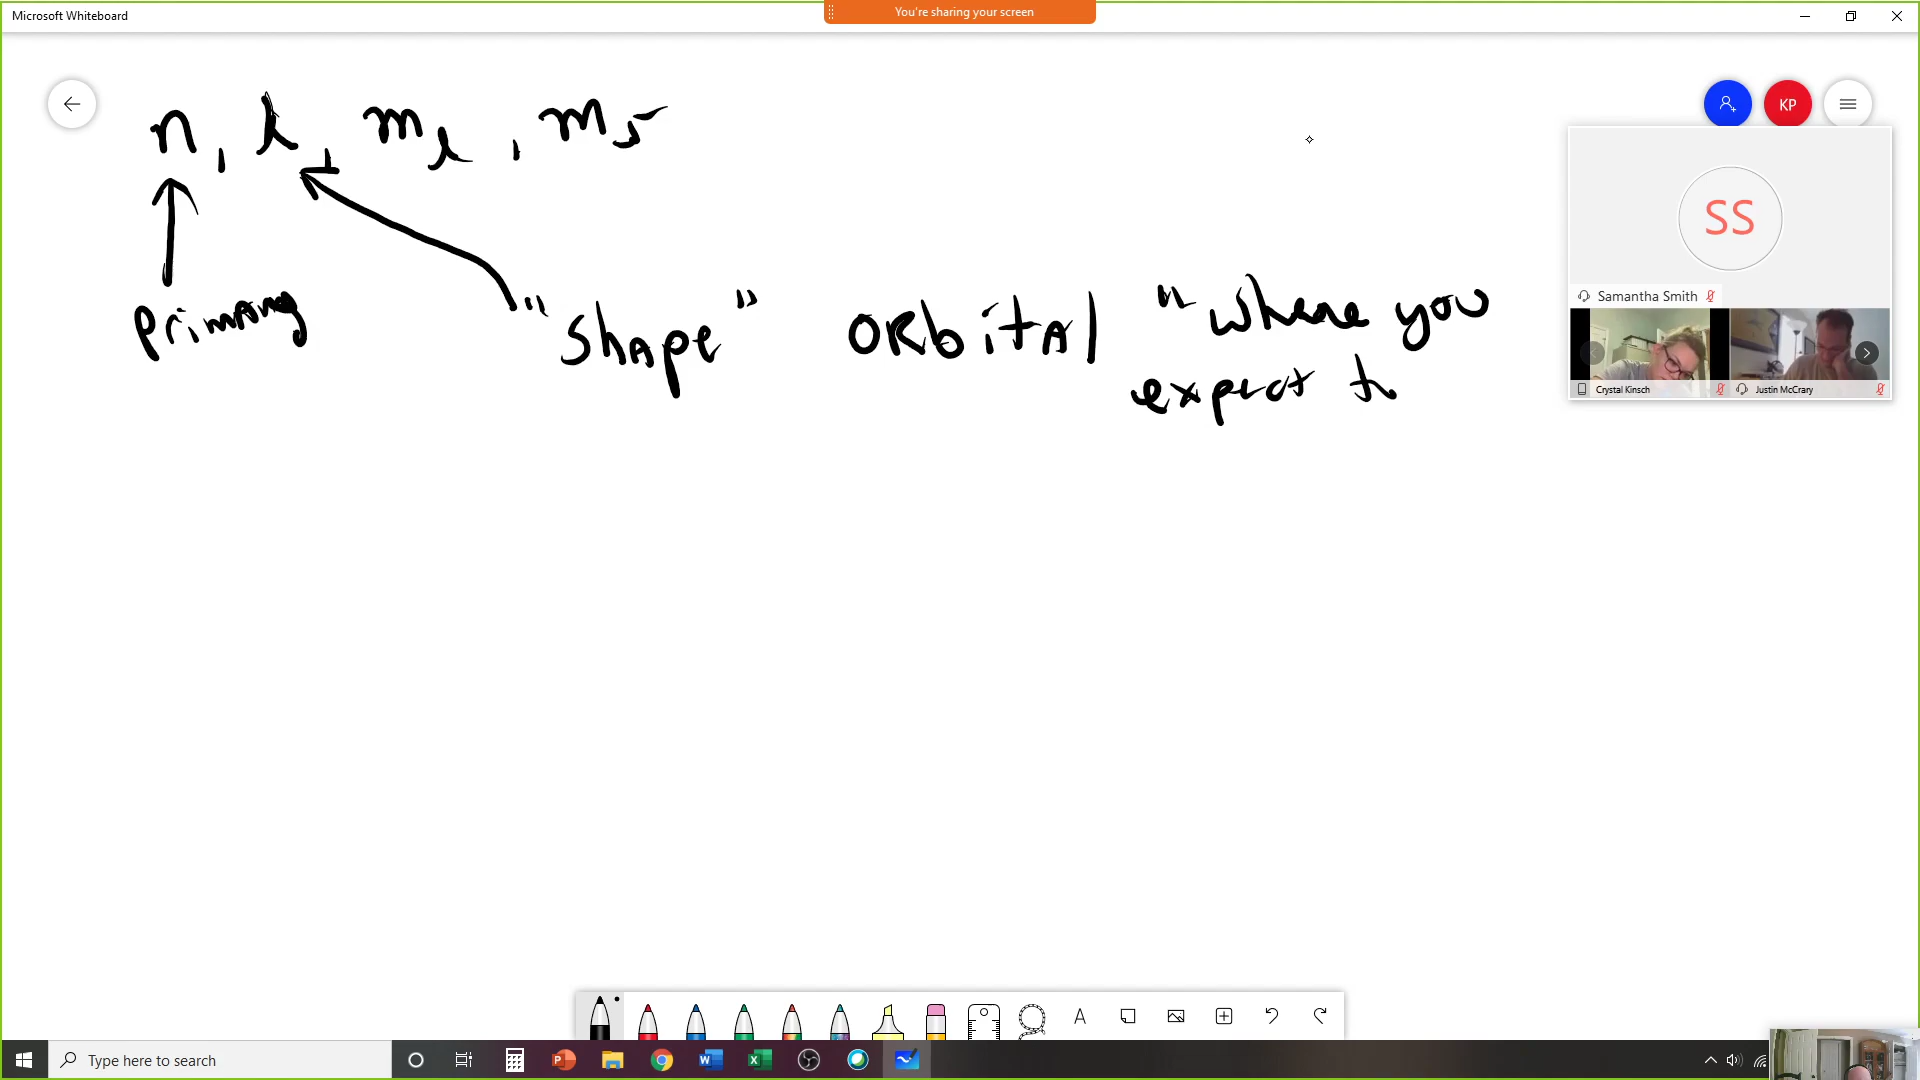 Microsoft Whiteboard
You're sharing your screen
n, l, ml, ms
KP
SS
Samantha Smith
Primary
"Shape" ORbitAl "where you
expect to
Crystal Kinsch
Justin McCrary
A
Type here to search